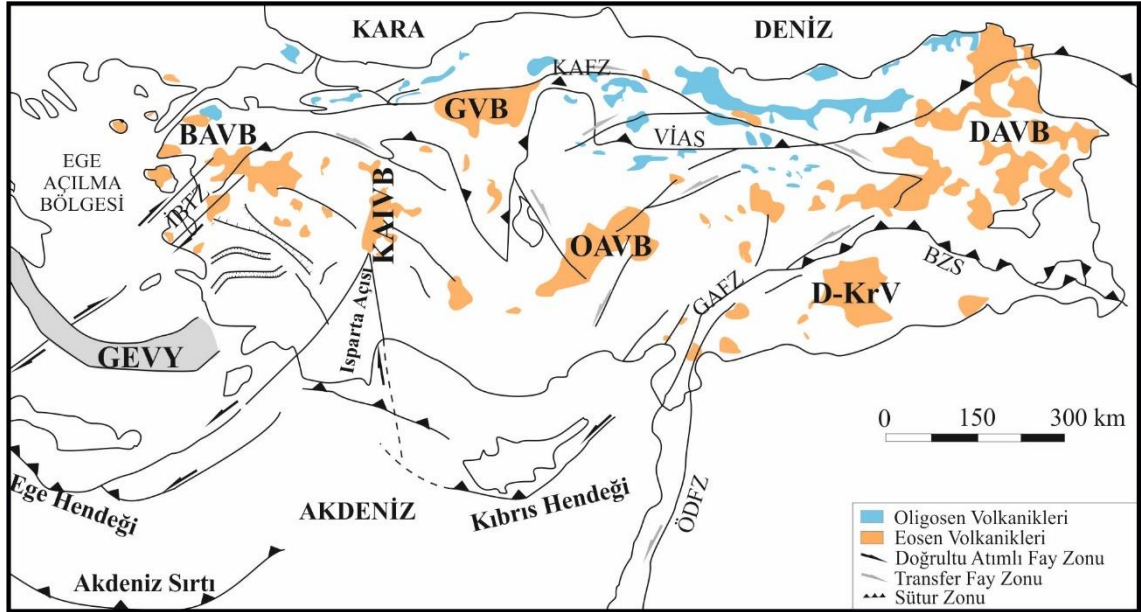 KARA
DENİZ
KAFZ
GVB
BAVB
VİAS
DAVB
EGE
AÇILMA
BÖLGESİ
İBTZ
KAIVB
OAVB
BZS
D-KrV
GAFZ
Isparta Açısı
GEVY
0 150 300 km
Ege Hendeği
AKDENİZ
Kıbrıs Hendeği
ÖDFZ
Akdeniz Sırtı
Oligosen Volkanikleri
Eosen Volkanikleri
Doğrultu Atımlı Fay Zonu
Transfer Fay Zonu
Sütur Zonu